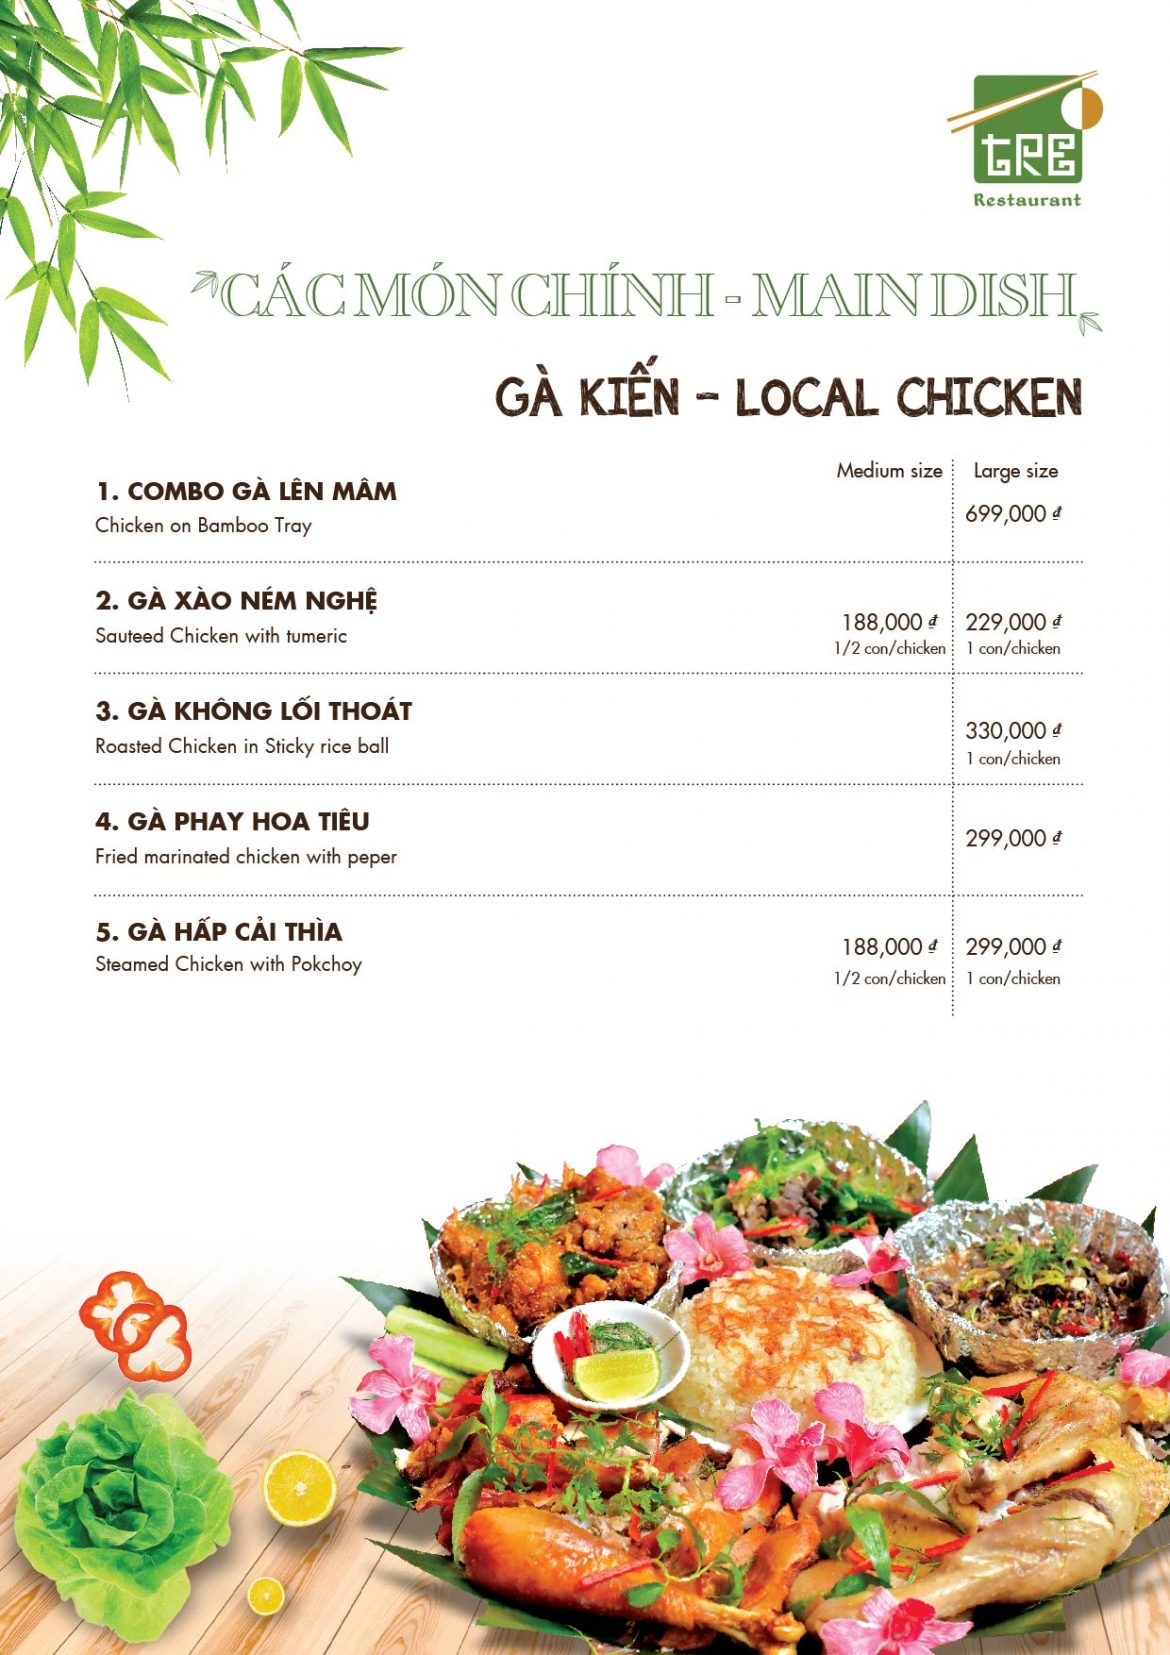 tRE
Restaurant
CÁC MÓN CHÍNH - MAIN DISH
GÀ KIẾN - LOCAL CHICKEN
Medium size Large size
1. COMBO GÀ LÊN MÂM
Chicken on Bamboo Tray
699,000 ₫
2. GÀ XÀO NÉM NGHỆ
Sauteed Chicken with tumeric
188,000 ₫ 229,000 ₫
1/2 con/chicken 1 con/chicken
3. GÀ KHÔNG LỐI THOÁT
Roasted Chicken in Sticky rice ball
330,000 ₫
1 con/chicken
4. GÀ PHAY HOA TIÊU
Fried marinated chicken with peper
299,000 ₫
5. GÀ HẤP CẢI THÌA
Steamed Chicken with Pokchoy
188,000 ₫ 299,000 ₫
1/2 con/chicken 1 con/chicken